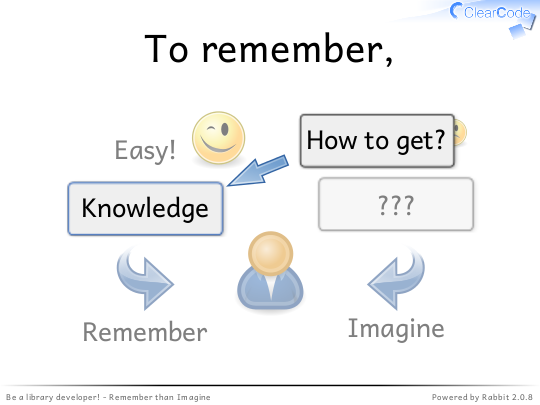 ClearCode
To remember,
Easy!
How to get?
Knowledge
???
Remember
Imagine
Be a library developer! - Remember than Imagine
Powered by Rabbit 2.0.8